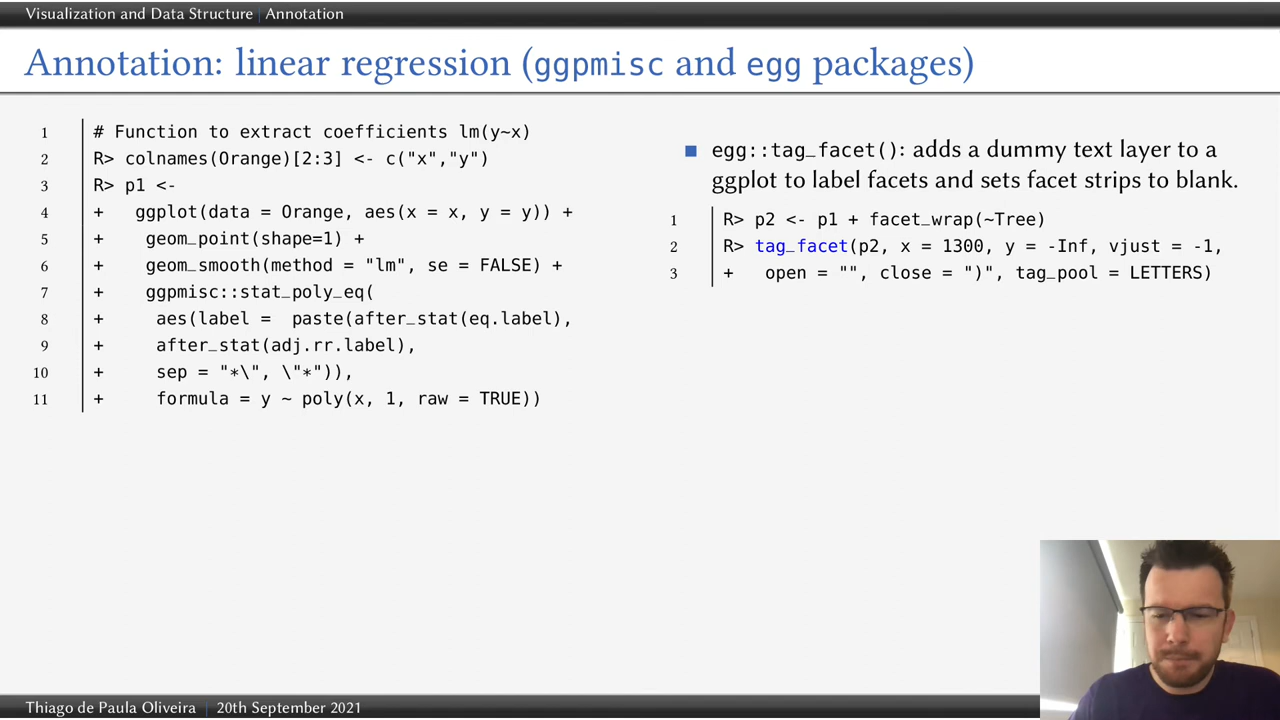 Visualization and Data Structure | Annotation
Annotation: linear regression (ggpmisc and egg packages)
1 # Function to extract coefficients lm(y~x)
2 R> colnames(Orange)[2:3] <- c("x","y")
3 R> p1 <-
4 +   ggplot(data = Orange, aes(x = x, y = y)) +
5 +    geom_point(shape=1) +
6 +    geom_smooth(method = "lm", se = FALSE) +
7 +    ggpmisc::stat_poly_eq(
8 +     aes(label =  paste(after_stat(eq.label),
9 +     after_stat(adj.rr.label),
10 +     sep = "*\", \"*")),
11 +     formula = y ~ poly(x, 1, raw = TRUE))
egg::tag_facet(): adds a dummy text layer to a
ggplot to label facets and sets facet strips to blank.
1 R> p2 <- p1 + facet_wrap(~Tree)
2 R> tag_facet(p2, x = 1300, y = -Inf, vjust = -1,
3 +   open = "", close = ")", tag_pool = LETTERS)
Thiago de Paula Oliveira | 20th September 2021